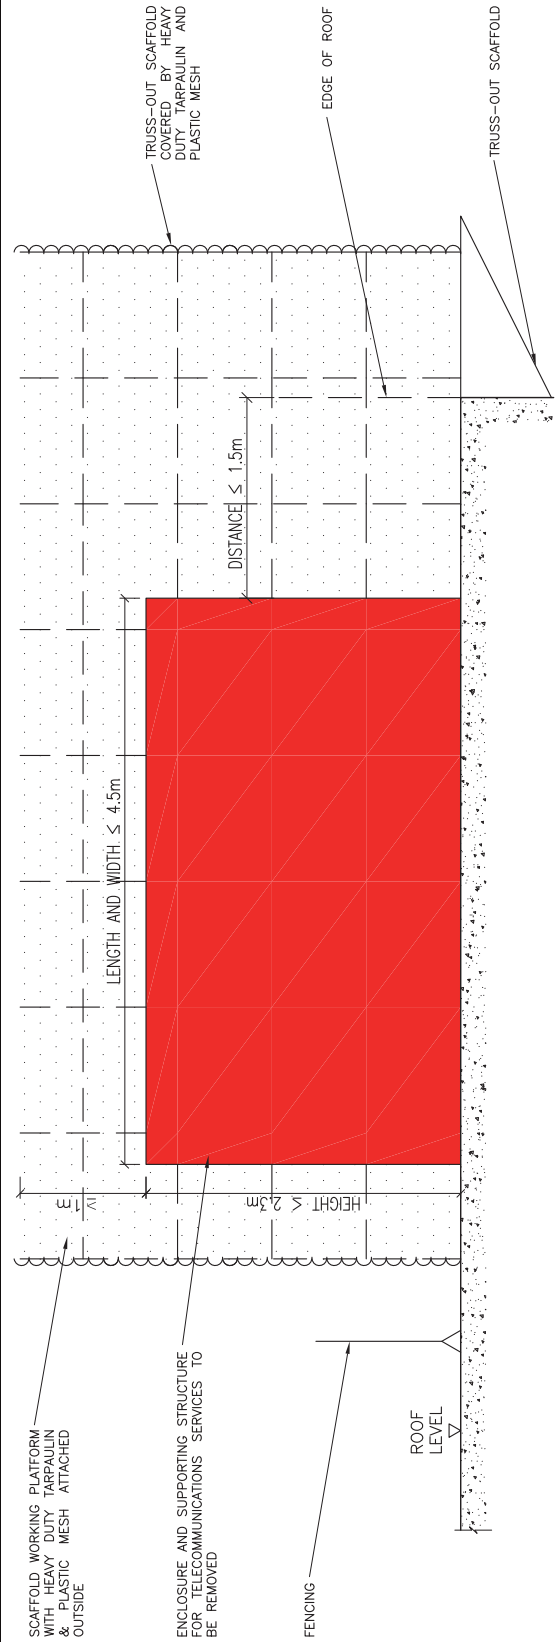 SCAFFOLD WORKING PLATFORM
WITH HEAVY DUTY TARPAULIN
& PLASTIC MESH ATTACHED
OUTSIDE
ENCLOSURE AND SUPPORTING STRUCTURE
FOR TELECOMMUNICATIONS SERVICES TO
BE REMOVED
FENCING
ROOF
LEVEL
≥ 1m
HEIGHT ≤ 2.3m
LENGTH AND WIDTH ≤ 4.5m
DISTANCE ≤ 1.5m
TRUSS-OUT SCAFFOLD
COVERED BY HEAVY
DUTY TARPAULIN AND
PLASTIC MESH
EDGE OF ROOF
TRUSS-OUT SCAFFOLD